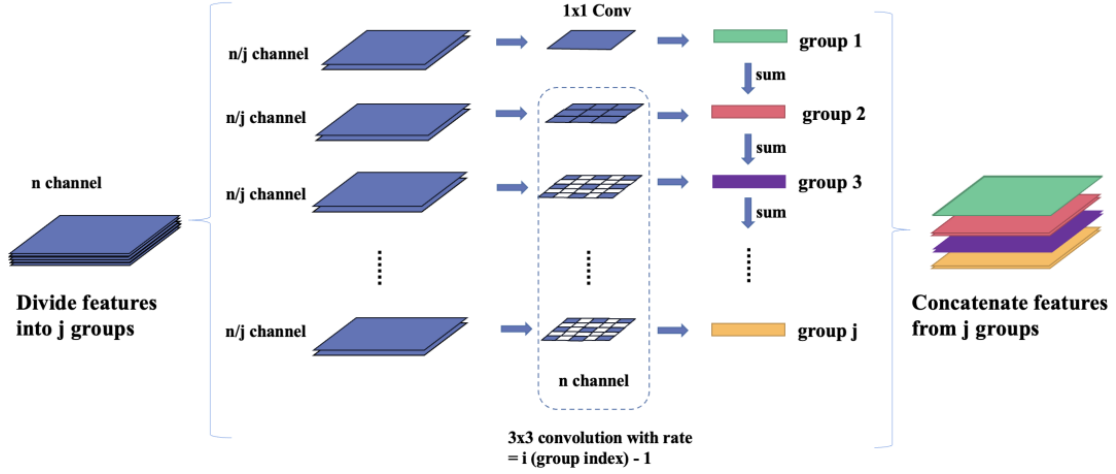 1x1 Conv
n/j channel
group 1
sum
n/j channel
group 2
sum
n/j channel
group 3
sum
n channel
Divide features
into j groups
Concatenate features
from j groups
n/j channel
group j
n channel
3x3 convolution with rate
= i (group index) - 1